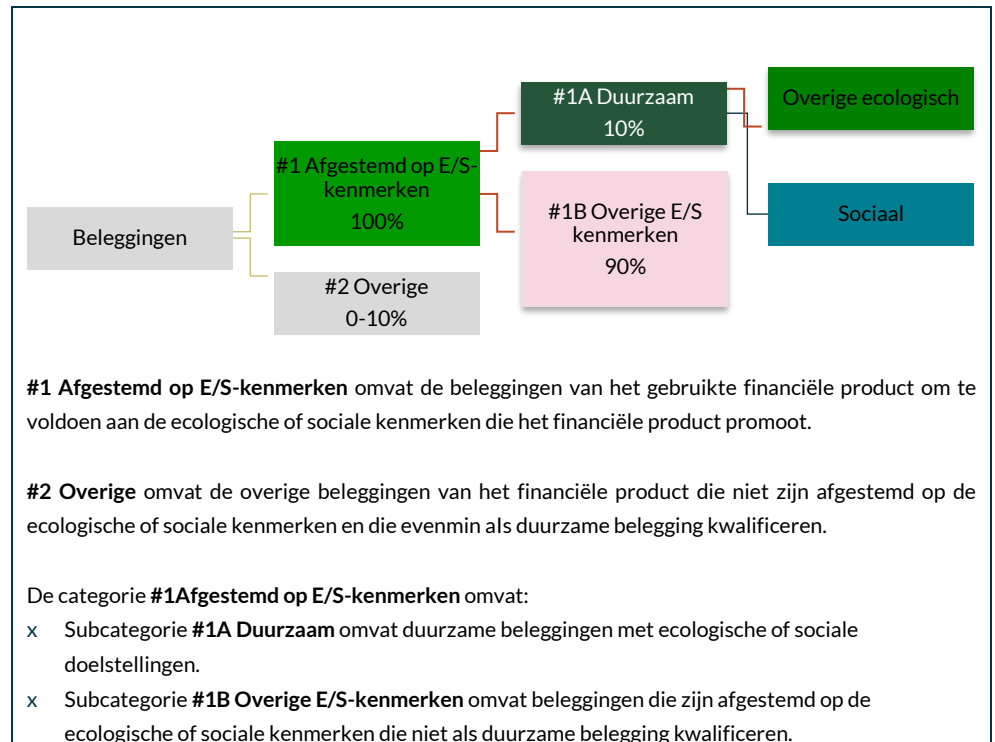 Beleggingen
#1 Afgestemd op E/S-
kenmerken
100%
#2 Overige
0-10%
#1A Duurzaam
10%
#1B Overige E/S
kenmerken
90%
Overige ecologisch
Sociaal
#1 Afgestemd op E/S-kenmerken omvat de beleggingen van het gebruikte financiële product om te
voldoen aan de ecologische of sociale kenmerken die het financiële product promoot.
#2 Overige omvat de overige beleggingen van het financiële product die niet zijn afgestemd op de
ecologische of sociale kenmerken en die evenmin als duurzame belegging kwalificeren.
De categorie #1Afgestemd op E/S-kenmerken omvat:
x Subcategorie #1A Duurzaam omvat duurzame beleggingen met ecologische of sociale
doelstellingen.
x Subcategorie #1B Overige E/S-kenmerken omvat beleggingen die zijn afgestemd op de
ecologische of sociale kenmerken die niet als duurzame belegging kwalificeren.